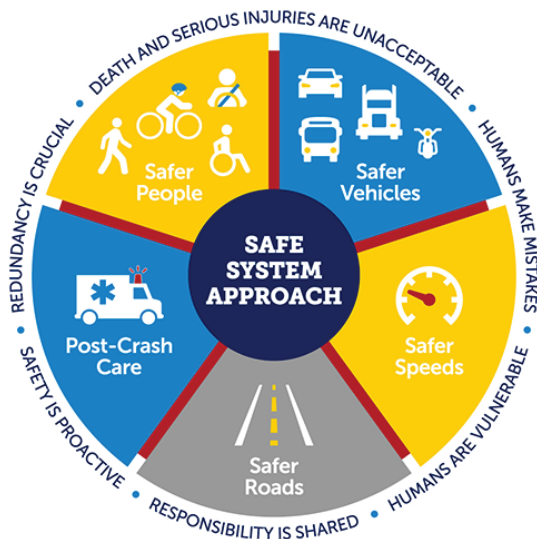 DEATH AND SERIOUS INJURIES ARE UNACCEPTABLE
HUMANS MAKE MISTAKES
HUMANS ARE VULNERABLE
RESPONSIBILITY IS SHARED
SAFETY IS PROACTIVE
REDUNDANCY IS CRUCIAL
Safer
People
Safer
Vehicles
SAFE
SYSTEM
APPROACH
Post-Crash
Care
Safer
Speeds
Safer
Roads